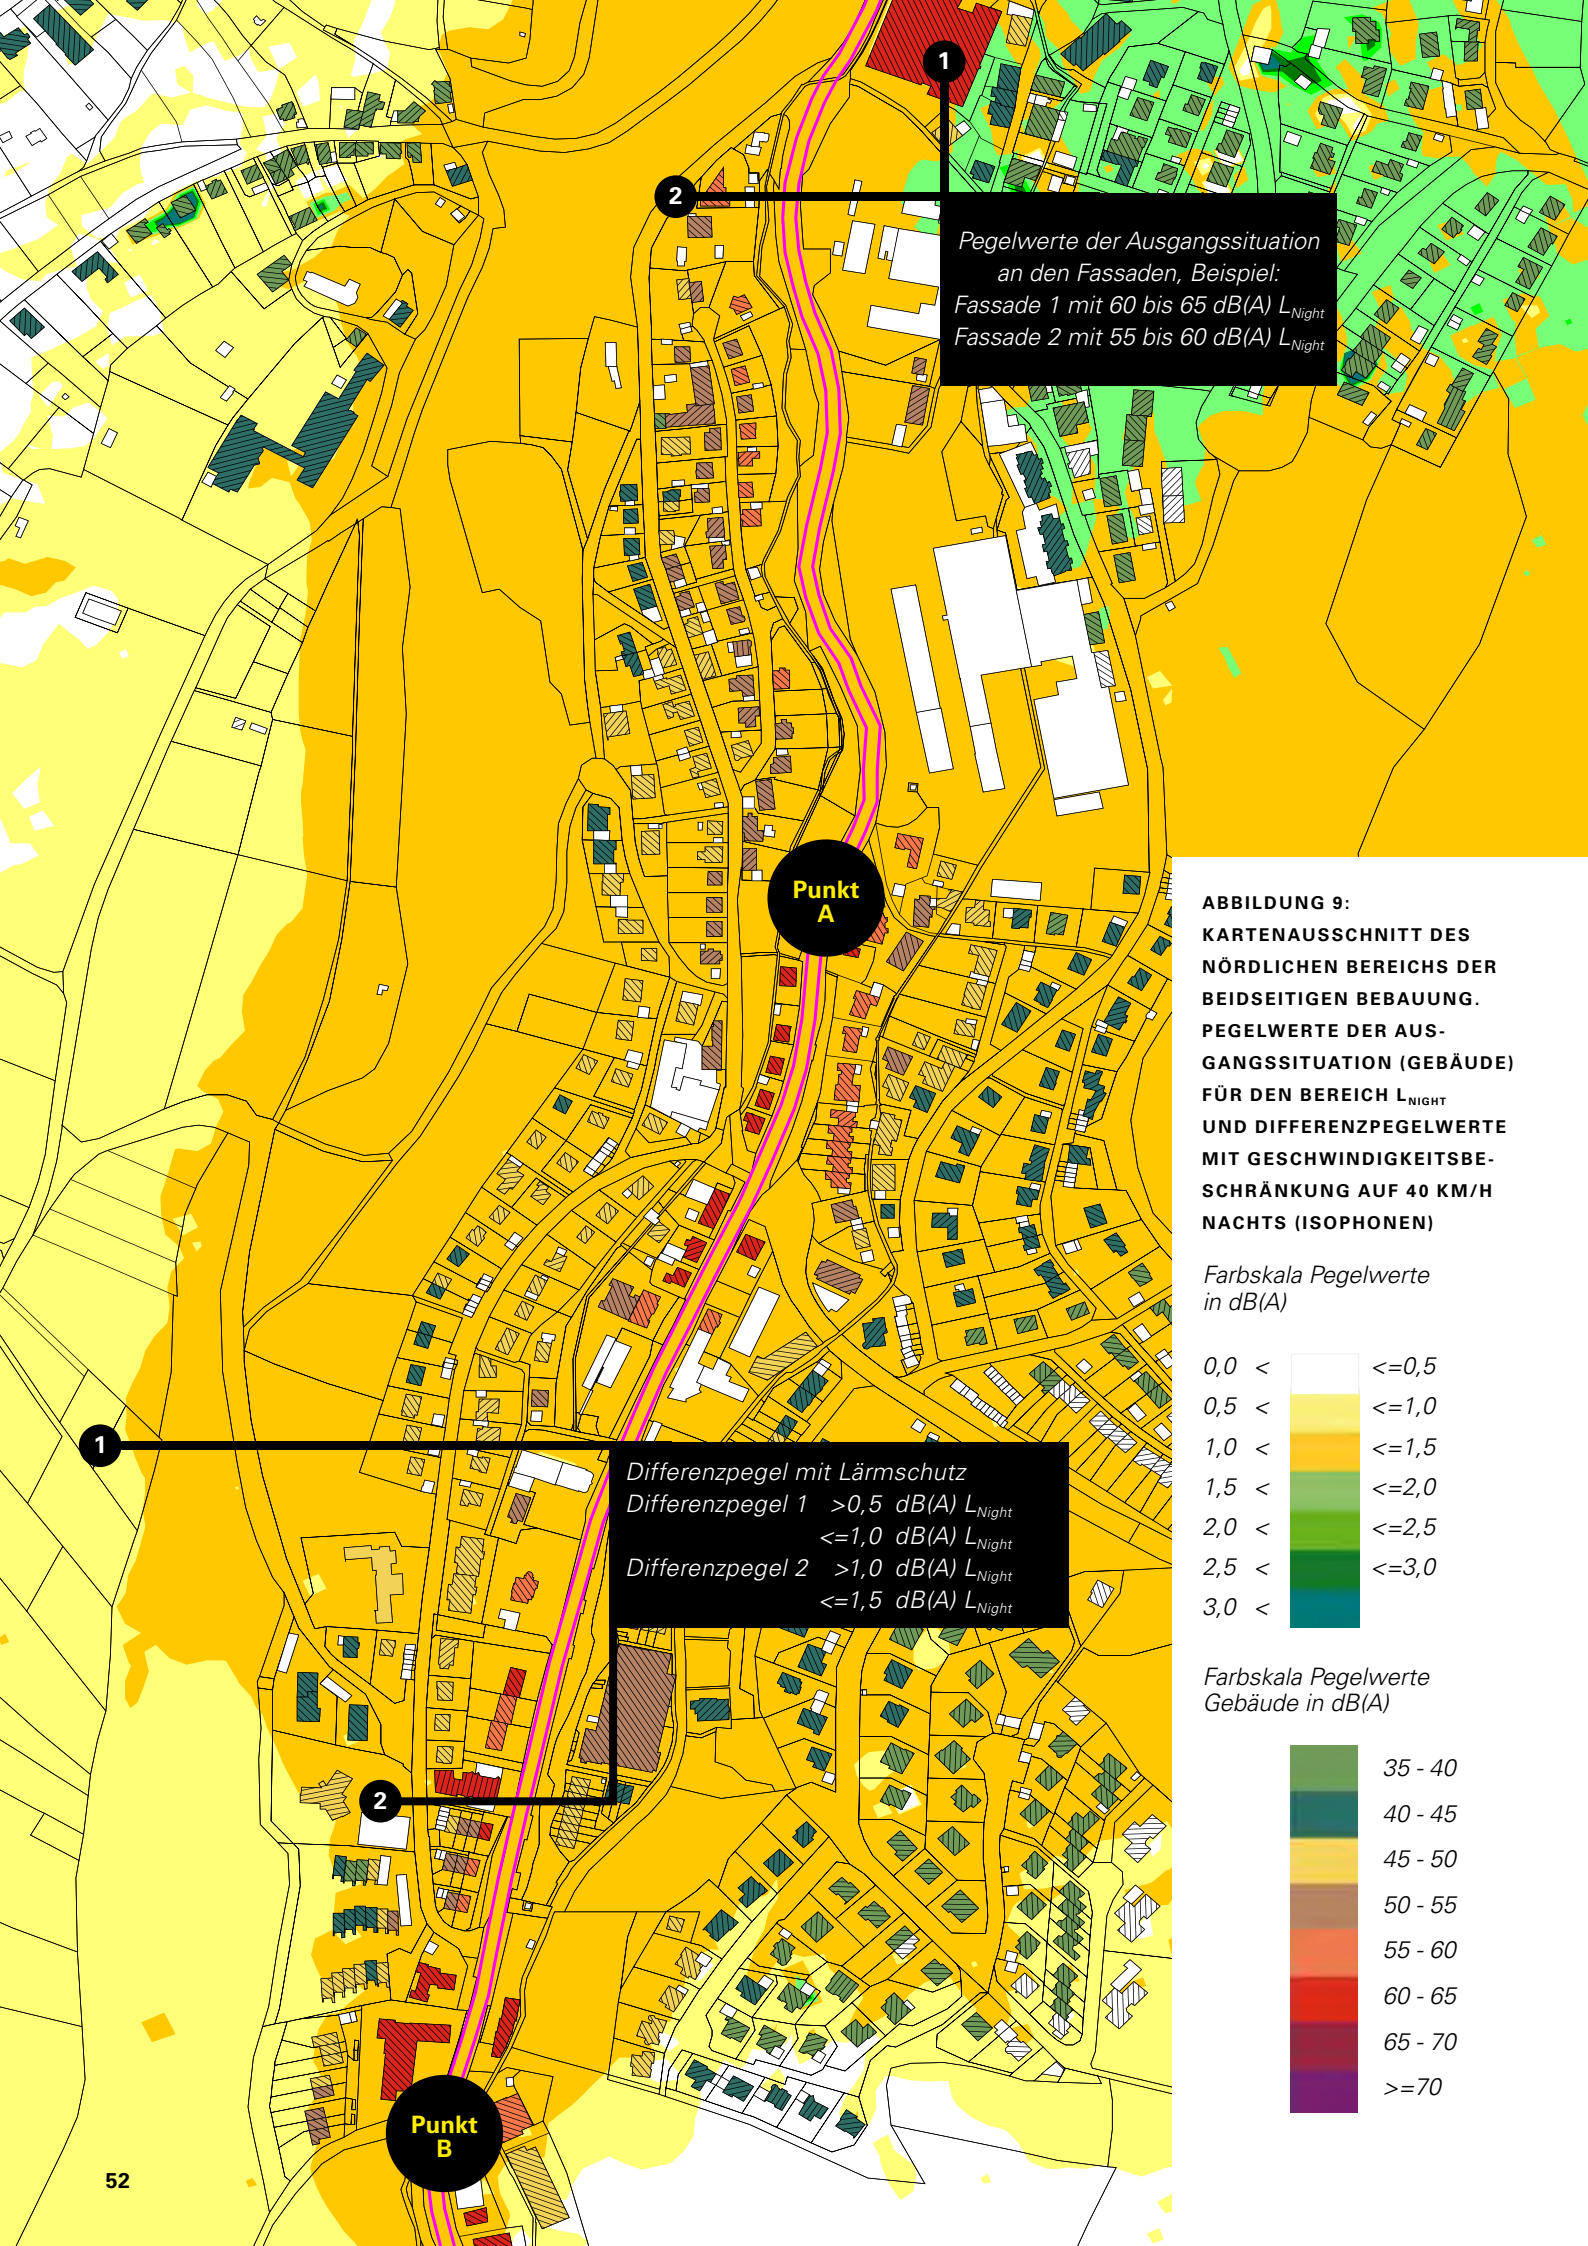 1
2
Pegelwerte der Ausgangssituation
an den Fassaden, Beispiel:
Fassade 1 mit 60 bis 65 dB(A) LNight
Fassade 2 mit 55 bis 60 dB(A) LNight
Punkt
A
ABBILDUNG 9:
KARTENAUSSCHNITT DES
NÖRDLICHEN BEREICHS DER
BEIDSEITIGEN BEBAUUNG.
PEGELWERTE DER AUS-
GANGSSITUATION (GEBÄUDE)
FÜR DEN BEREICH LNIGHT
UND DIFFERENZPEGELWERTE
MIT GESCHWINDIGKEITSBE-
SCHRÄNKUNG AUF 40 KM/H
NACHTS (ISOPHONEN)
Farbskala Pegelwerte
in dB(A)
0,0 < <=0,5
0,5 < <=1,0
1,0 < <=1,5
1,5 < <=2,0
2,0 < <=2,5
2,5 < <=3,0
3,0 <
Farbskala Pegelwerte
Gebäude in dB(A)
35 - 40
40 - 45
45 - 50
50 - 55
55 - 60
60 - 65
65 - 70
>=70
1
Differenzpegel mit Lärmschutz
Differenzpegel 1 >0,5 dB(A) LNight
<=1,0 dB(A) LNight
Differenzpegel 2 >1,0 dB(A) LNight
<=1,5 dB(A) LNight
2
Punkt
B
52